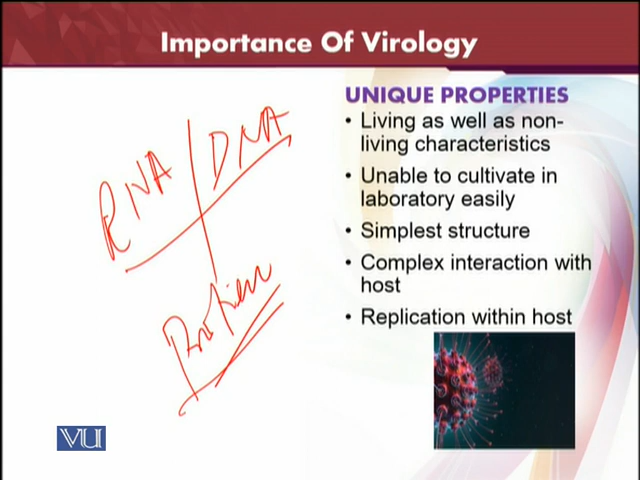 Importance Of Virology
RNA/DNA
Protien
UNIQUE PROPERTIES
• Living as well as non-
living characteristics
• Unable to cultivate in
laboratory easily
• Simplest structure
• Complex interaction with
host
• Replication within host
VU